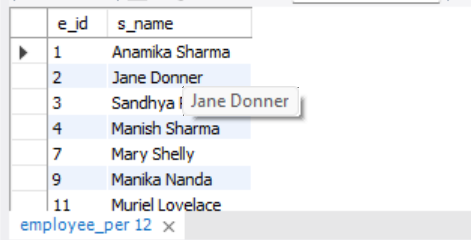 e_id s_name
1 Anamika Sharma
2 Jane Donner
3 Sandhya Jane Donner
4 Manish Sharma
7 Mary Shelly
9 Manika Nanda
11 Muriel Lovelace
employee_per 12 ×